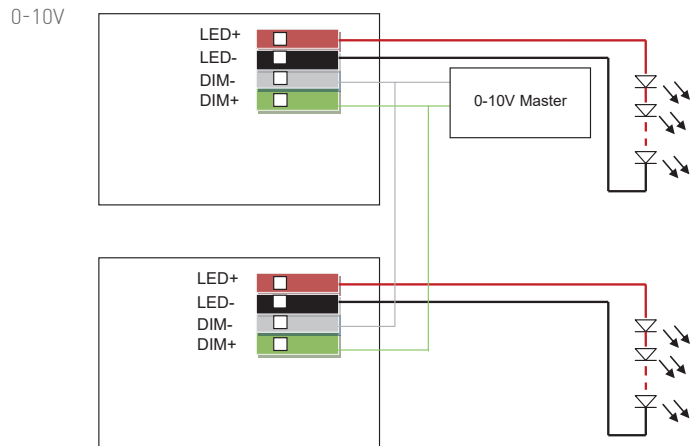 0-10V
LED+
LED-
DIM-
DIM+
0-10V Master
LED+
LED-
DIM-
DIM+